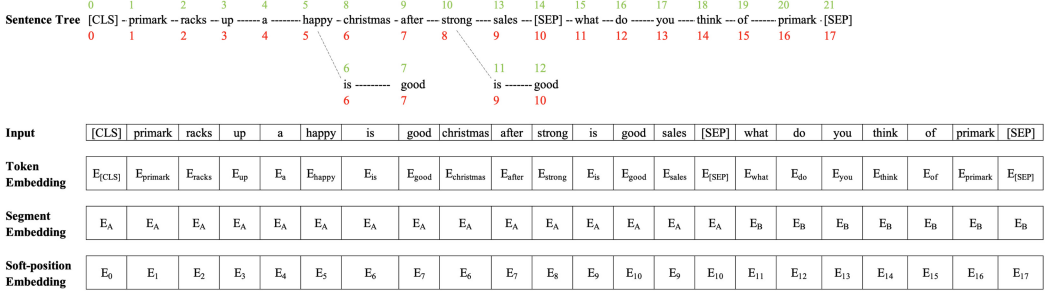 0 1 2 3 4 5 8 9 10 13 14 15 16 17 18 19 20 21
Sentence Tree [CLS] primark racks up a happy christmas after strong sales [SEP] what do you think of primark [SEP]
0 1 2 3 4 5 6 7 8 9 10 11 12 13 14 15 16 17
6 7 11 12
is good is good
6 7 9 10
Input [CLS] primark racks up a happy is good christmas after strong is good sales [SEP] what do you think of primark [SEP]
Token Embedding E[CLS] Eprimark Eracks Eup Ea Ehappy Eis Egood Echristmas Eafter Estrong Eis Egood Esales E[SEP] Ewhat Edo Eyou Ethink Eof Eprimark E[SEP]
Segment Embedding EA EA EA EA EA EA EA EA EA EA EA EA EA EA EA EB EB EB EB EB EB EB
Soft-position Embedding E0 E1 E2 E3 E4 E5 E6 E7 E6 E7 E8 E9 E10 E9 E10 E11 E12 E13 E14 E15 E16 E17